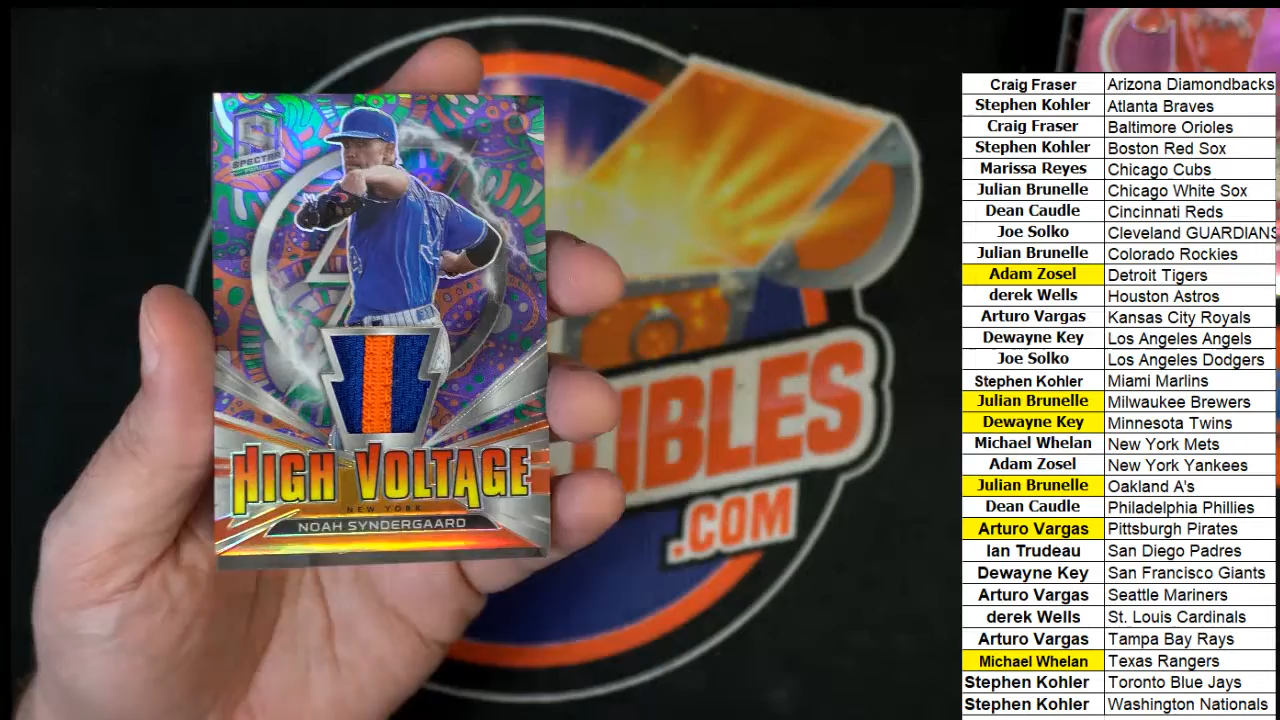 SPECTRA
HIGH VOLTAGE
NEW YORK
NOAH SYNDERGAARD
IBLES
.COM
Craig Fraser Arizona Diamondbacks
Stephen Kohler Atlanta Braves
Craig Fraser Baltimore Orioles
Stephen Kohler Boston Red Sox
Marissa Reyes Chicago Cubs
Julian Brunelle Chicago White Sox
Dean Caudle Cincinnati Reds
Joe Solko Cleveland GUARDIANS
Julian Brunelle Colorado Rockies
Adam Zosel Detroit Tigers
derek Wells Houston Astros
Arturo Vargas Kansas City Royals
Dewayne Key Los Angeles Angels
Joe Solko Los Angeles Dodgers
Stephen Kohler Miami Marlins
Julian Brunelle Milwaukee Brewers
Dewayne Key Minnesota Twins
Michael Whelan New York Mets
Adam Zosel New York Yankees
Julian Brunelle Oakland A's
Dean Caudle Philadelphia Phillies
Arturo Vargas Pittsburgh Pirates
Ian Trudeau San Diego Padres
Dewayne Key San Francisco Giants
Arturo Vargas Seattle Mariners
derek Wells St. Louis Cardinals
Arturo Vargas Tampa Bay Rays
Michael Whelan Texas Rangers
Stephen Kohler Toronto Blue Jays
Stephen Kohler Washington Nationals